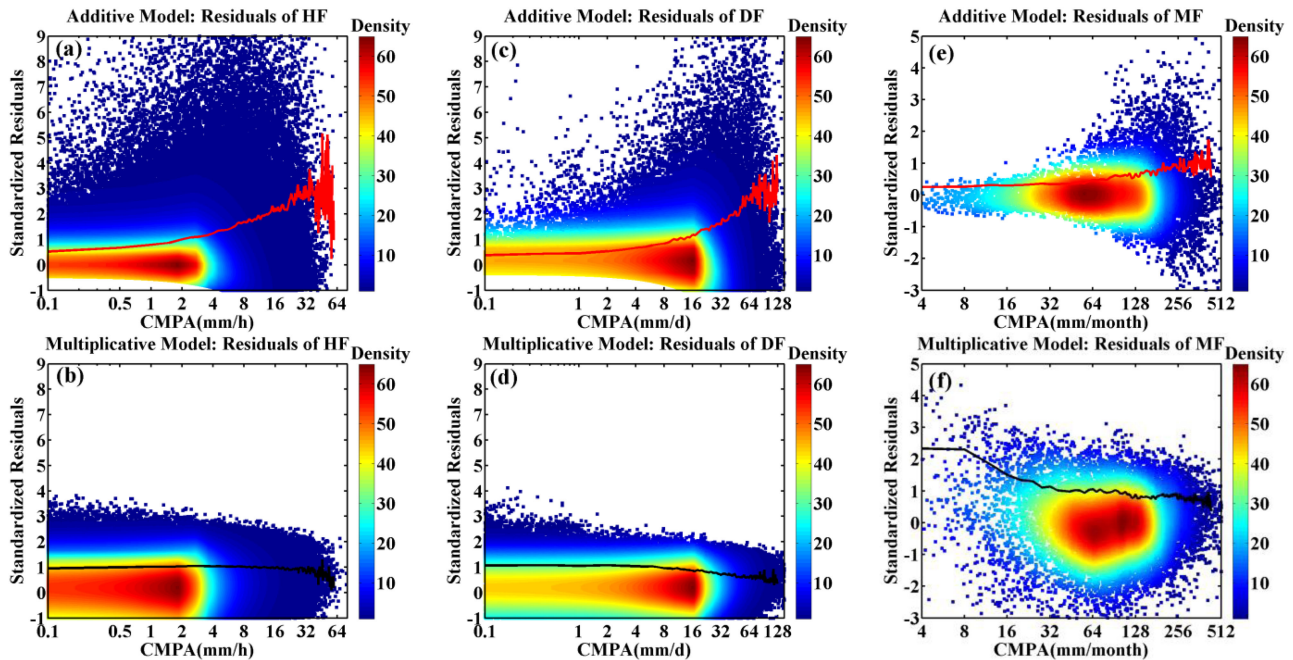 Additive Model: Residuals of HF
Density
(a)
9
8
7
6
5
4
3
2
1
0
-1
Standardized Residuals
0.1 0.5 1 2 4 8 16 32 64
CMPA(mm/h)
60
50
40
30
20
10
Additive Model: Residuals of DF
Density
(c)
9
8
7
6
5
4
3
2
1
0
-1
Standardized Residuals
0.1 1 2 4 8 16 32 128
CMPA(mm/d)
60
50
40
30
20
10
Additive Model: Residuals of MF
Density
(e)
5
4
3
2
1
0
-1
-2
-3
Standardized Residuals
4 8 16 32 64 128 256 512
CMPA(mm/month)
60
50
40
30
20
10
Multiplicative Model: Residuals of HF
Density
(b)
9
8
7
6
5
4
3
2
1
0
-1
Standardized Residuals
0.1 0.5 1 2 4 8 16 32 64
CMPA(mm/h)
60
50
40
30
20
10
Multiplicative Model: Residuals of DF
Density
(d)
9
8
7
6
5
4
3
2
1
0
-1
Standardized Residuals
0.1 1 2 4 8 16 32 128
CMPA(mm/d)
60
50
40
30
20
10
Multiplicative Model: Residuals of MF
Density
(f)
5
4
3
2
1
0
-1
-2
-3
Standardized Residuals
4 8 16 32 64 128 256 512
CMPA(mm/month)
60
50
40
30
20
10